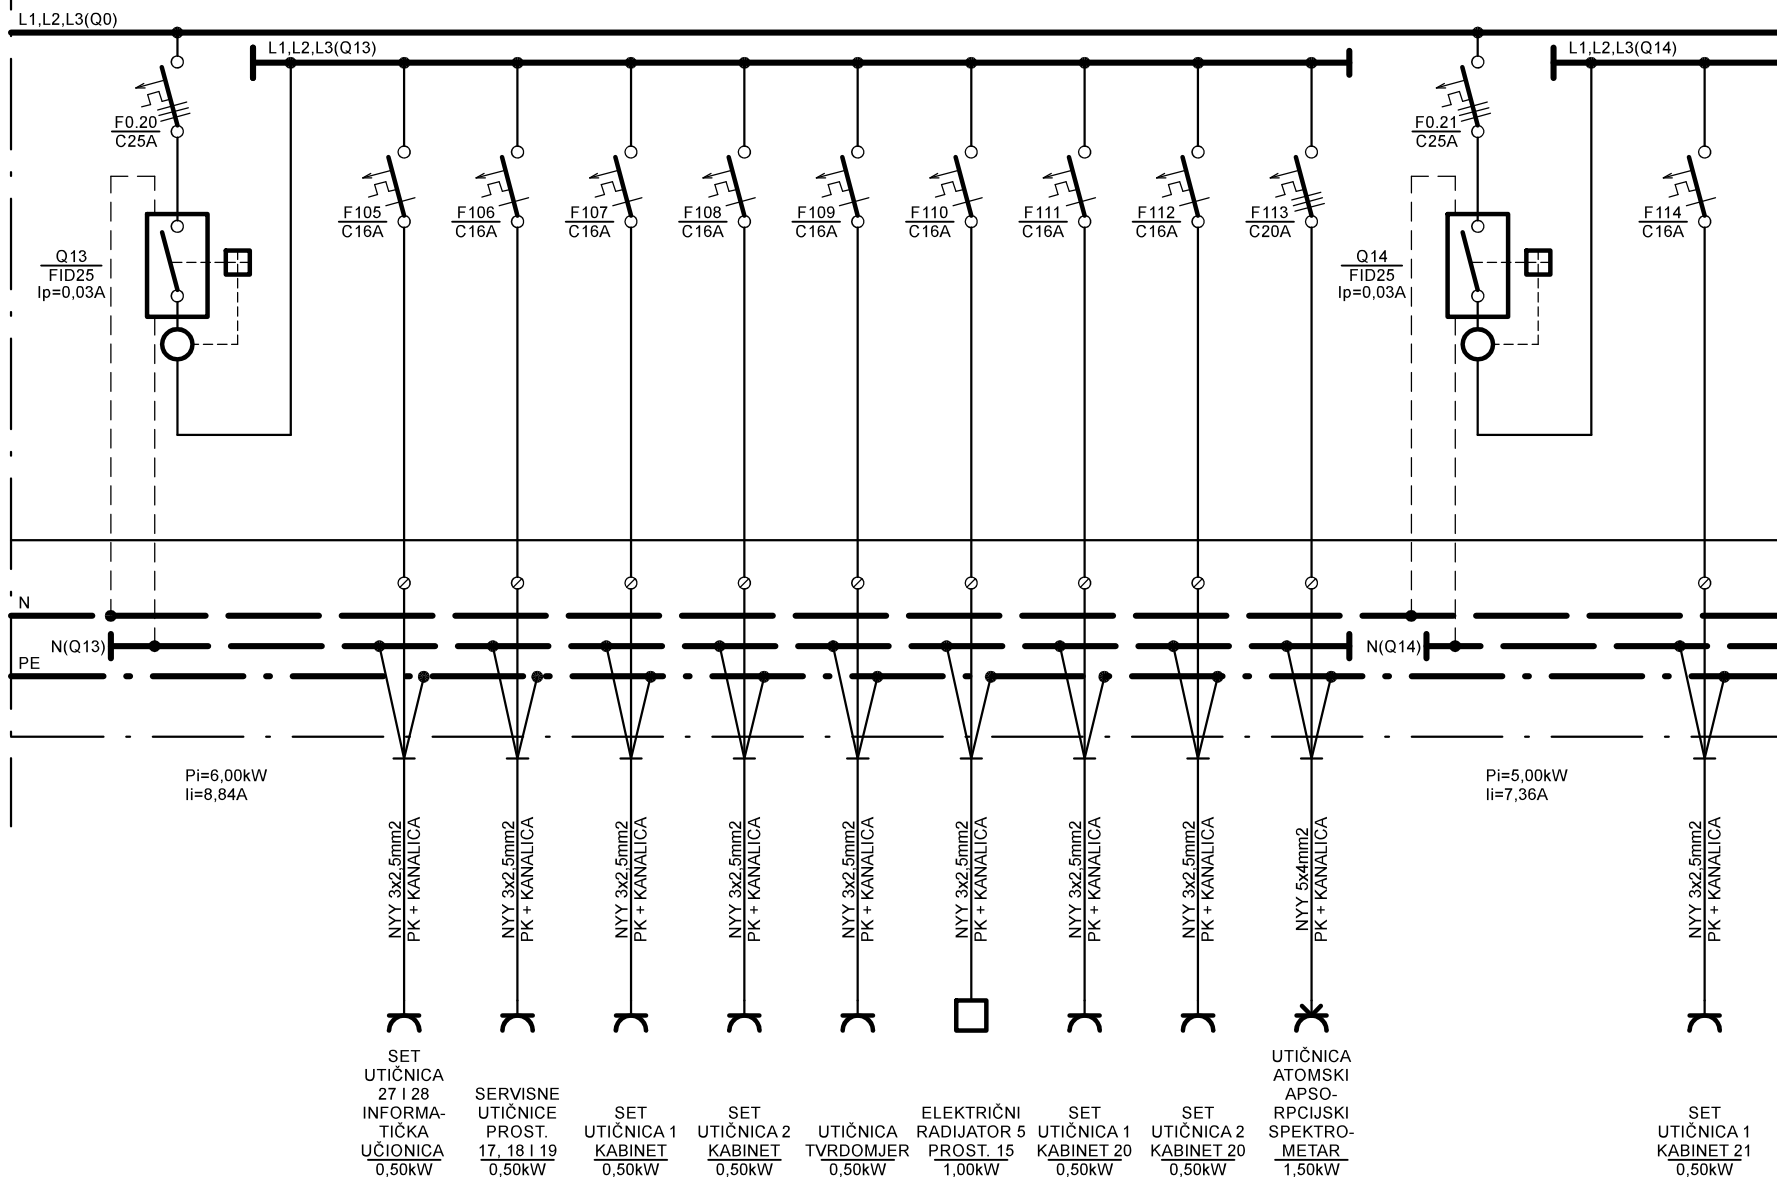 L1,L2,L3(Q0)
L1,L2,L3(Q13)
L1,L2,L3(Q14)
F0.20
C25A
F0.21
C25A
F105
C16A
F106
C16A
F107
C16A
F108
C16A
F109
C16A
F110
C16A
F111
C16A
F112
C16A
F113
C20A
F114
C16A
Q13
FID25
Ip=0,03A
Q14
FID25
Ip=0,03A
N
N(Q13)
N(Q14)
PE
Pi=6,00kW
Ii=8,84A
Pi=5,00kW
Ii=7,36A
NYY 3x2,5mm2
PK + KANALICA
NYY 3x2,5mm2
PK + KANALICA
NYY 3x2,5mm2
PK + KANALICA
NYY 3x2,5mm2
PK + KANALICA
NYY 3x2,5mm2
PK + KANALICA
NYY 3x2,5mm2
PK + KANALICA
NYY 3x2,5mm2
PK + KANALICA
NYY 3x2,5mm2
PK + KANALICA
NYY 5x4mm2
PK + KANALICA
NYY 3x2,5mm2
PK + KANALICA
SET
UTIČNICA
27 I 28
INFORMA-
TIČKA
UČIONICA
0,50kW
SERVISNE
UTIČNICE
PROST.
17, 18 I 19
0,50kW
SET
UTIČNICA 1
KABINET
0,50kW
SET
UTIČNICA 2
KABINET
0,50kW
UTIČNICA
TVRDOMJER
0,50kW
ELEKTRIČNI
RADIJATOR 5
PROST. 15
1,00kW
SET
UTIČNICA 1
KABINET 20
0,50kW
SET
UTIČNICA 2
KABINET 20
0,50kW
UTIČNICA
ATOMSKI
APSO-
RPCIJSKI
SPEKTRO-
METAR
1,50kW
SET
UTIČNICA 1
KABINET 21
0,50kW